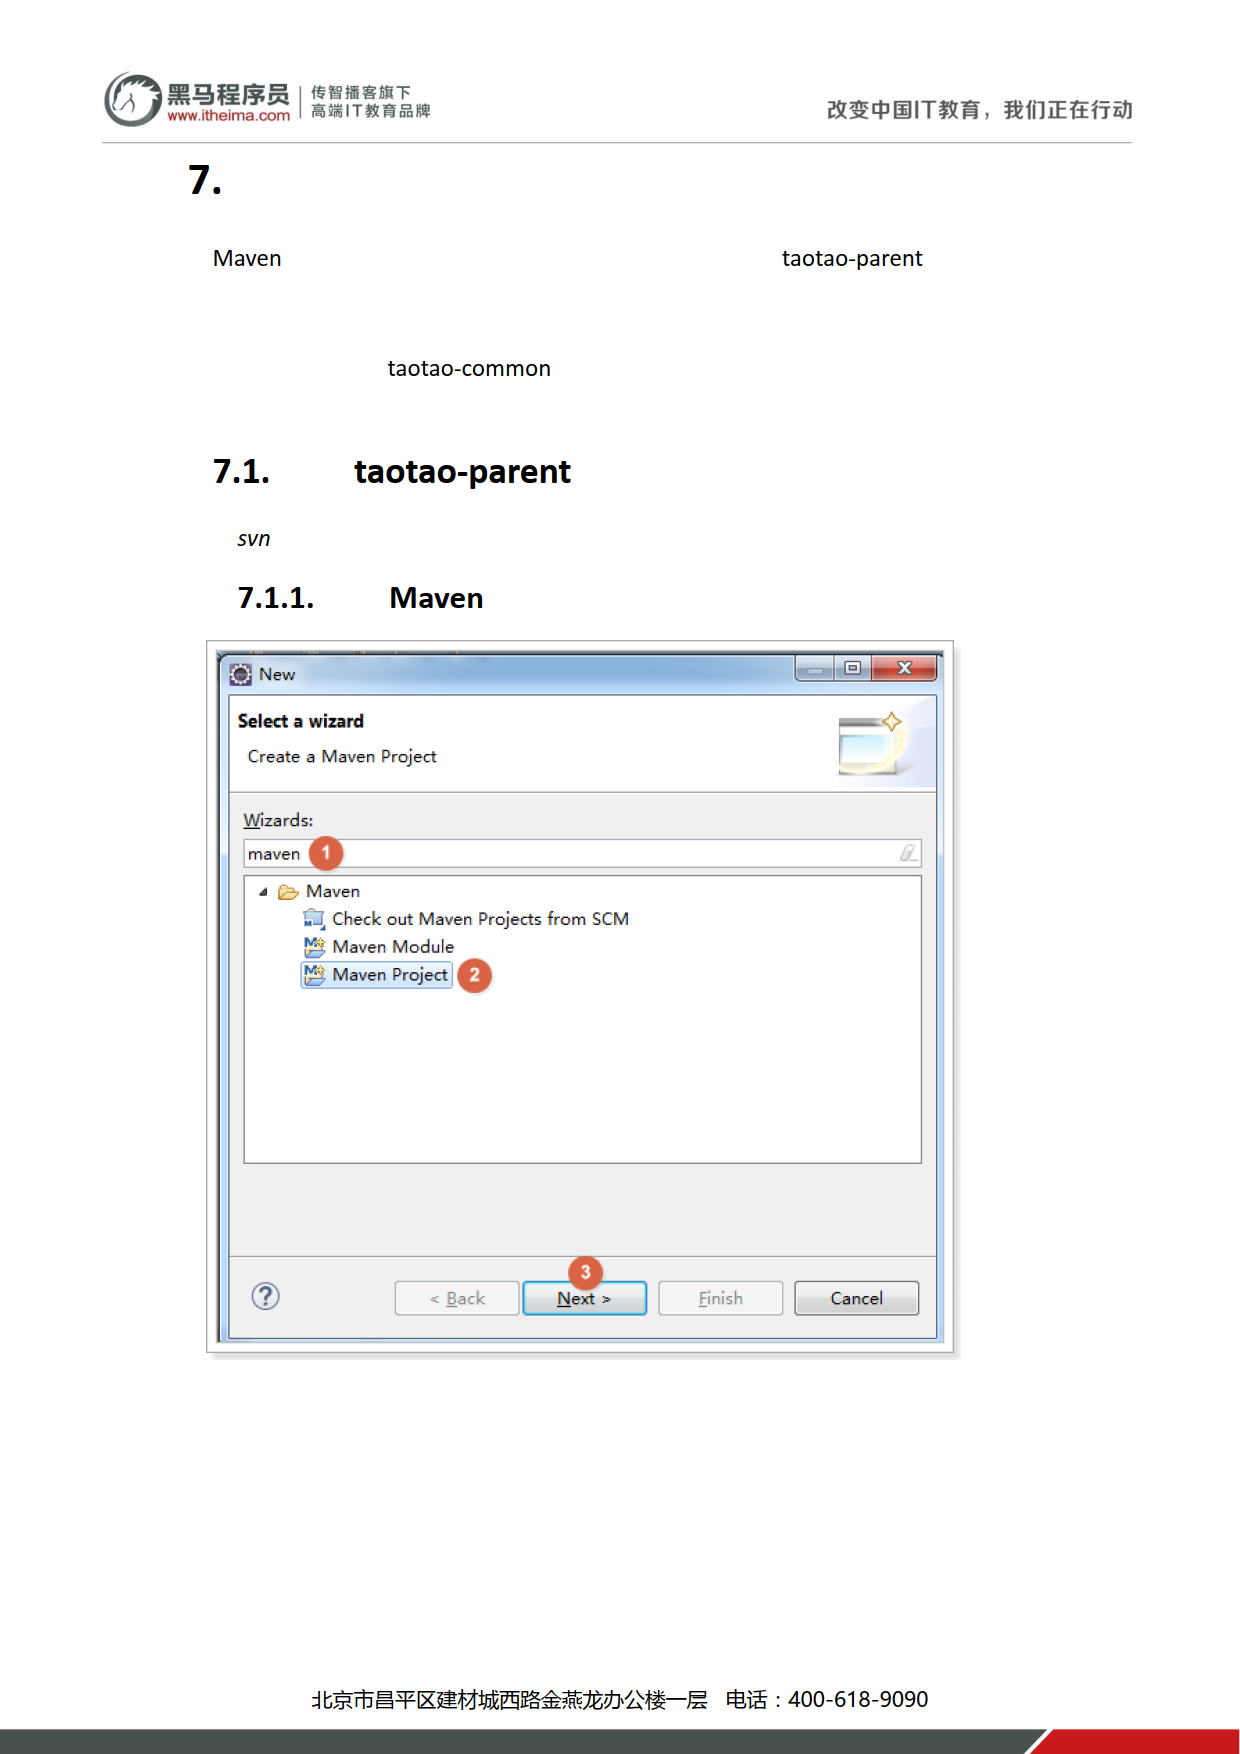 黑马程序员
www.itheima.com
传智播客旗下
高端IT教育品牌
改变中国IT教育，我们正在行动
7.
Maven taotao-parent
taotao-common
7.1. taotao-parent
svn
7.1.1. Maven
New
Select a wizard
Create a Maven Project
Wizards:
maven 1
Maven
Check out Maven Projects from SCM
Maven Module
Maven Project 2
3
< Back Next > Finish Cancel
北京市昌平区建材城西路金燕龙办公楼一层 电话：400-618-9090